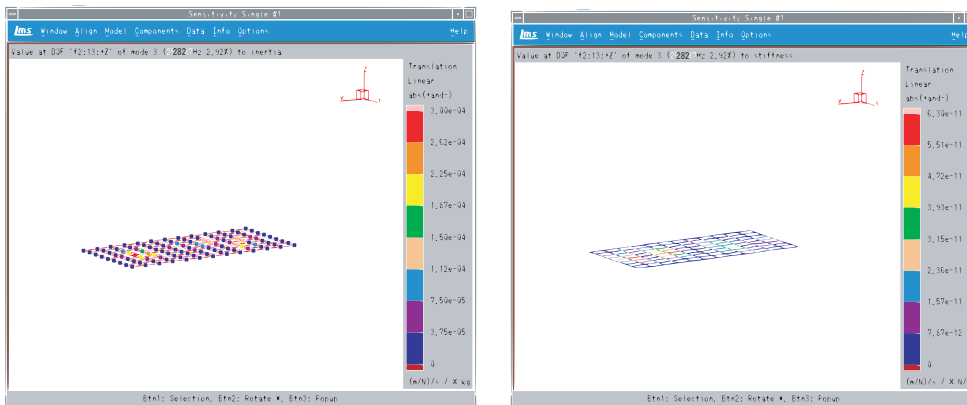 Sensitivity Single #1
LMS Window Align Model Components Data Info Options Help
Value at DOF "f2:13:+Z" of mode 3 ( 282 Hz 2.92%) to inertia
Translation
Linear
abs(+and-)
3.00e-04
2.62e-04
2.25e-04
1.87e-04
1.50e-04
1.12e-04
7.50e-05
3.75e-05
0
(m/N)/s / X kg
Btn1: Selection, Btn2: Rotate X, Btn3: Popup
Sensitivity Single #1
LMS Window Align Model Components Data Info Options Help
Value at DOF "f2:13:+Z" of mode 3 ( 282 Hz 2.92%) to stiffness
Translation
Linear
abs(+and-)
6.30e-11
5.51e-11
4.72e-11
3.93e-11
3.15e-11
2.36e-11
1.57e-11
7.87e-12
0
(m/N)/s / X N/
Btn1: Selection, Btn2: Rotate X, Btn3: Popup